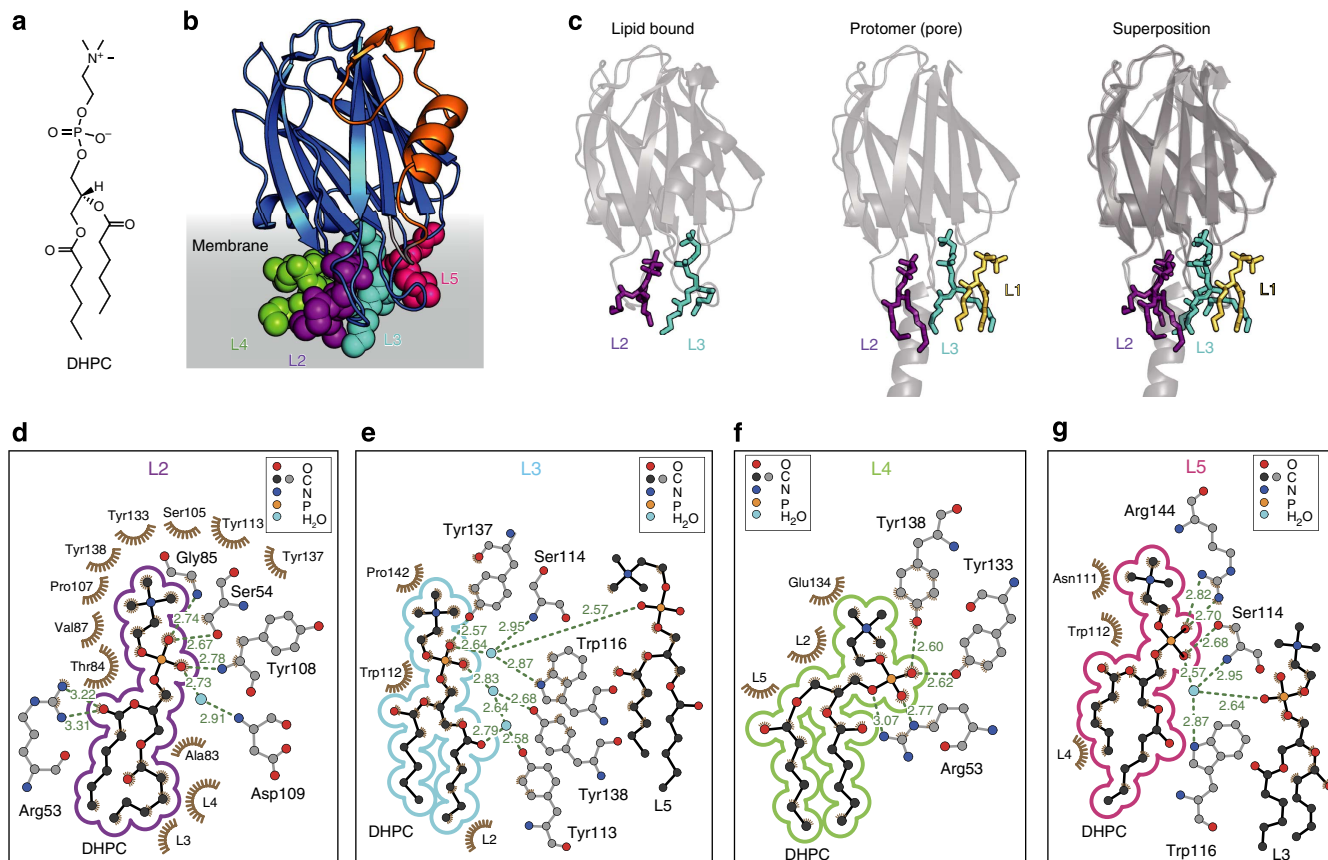 a
N+
O
P
O−
O
O
H
O
O
O
O
DHPC
b
Membrane
L5
L4
L3
L2
c
Lipid bound
Protomer (pore)
Superposition
L2
L3
L2
L3
L1
L2
L3
L1
d
L2
O
C
N
P
H2O
Tyr133
Ser105
Tyr113
Tyr138
Gly85
Tyr137
Pro107
Ser54
Val87
2.74
2.67
Thr84
2.78
Tyr108
2.73
3.22
2.91
3.31
Ala83
Arg53
L4
Asp109
L3
DHPC
e
L3
O
C
N
P
H2O
Tyr137
Ser114
Pro142
2.57
2.57
2.95
2.64
Trp116
2.87
Trp112
2.83
2.68
2.64
2.79
2.58
Tyr138
L5
DHPC
L2
Tyr113
f
L4
O
C
N
P
H2O
Tyr138
Glu134
Tyr133
L2
2.60
L5
2.62
3.07
2.77
Arg53
DHPC
g
L5
O
C
N
P
H2O
Arg144
Asn111
2.82
2.70
Ser114
Trp112
2.68
2.57
2.95
2.64
2.87
L4
DHPC
Trp116
L3